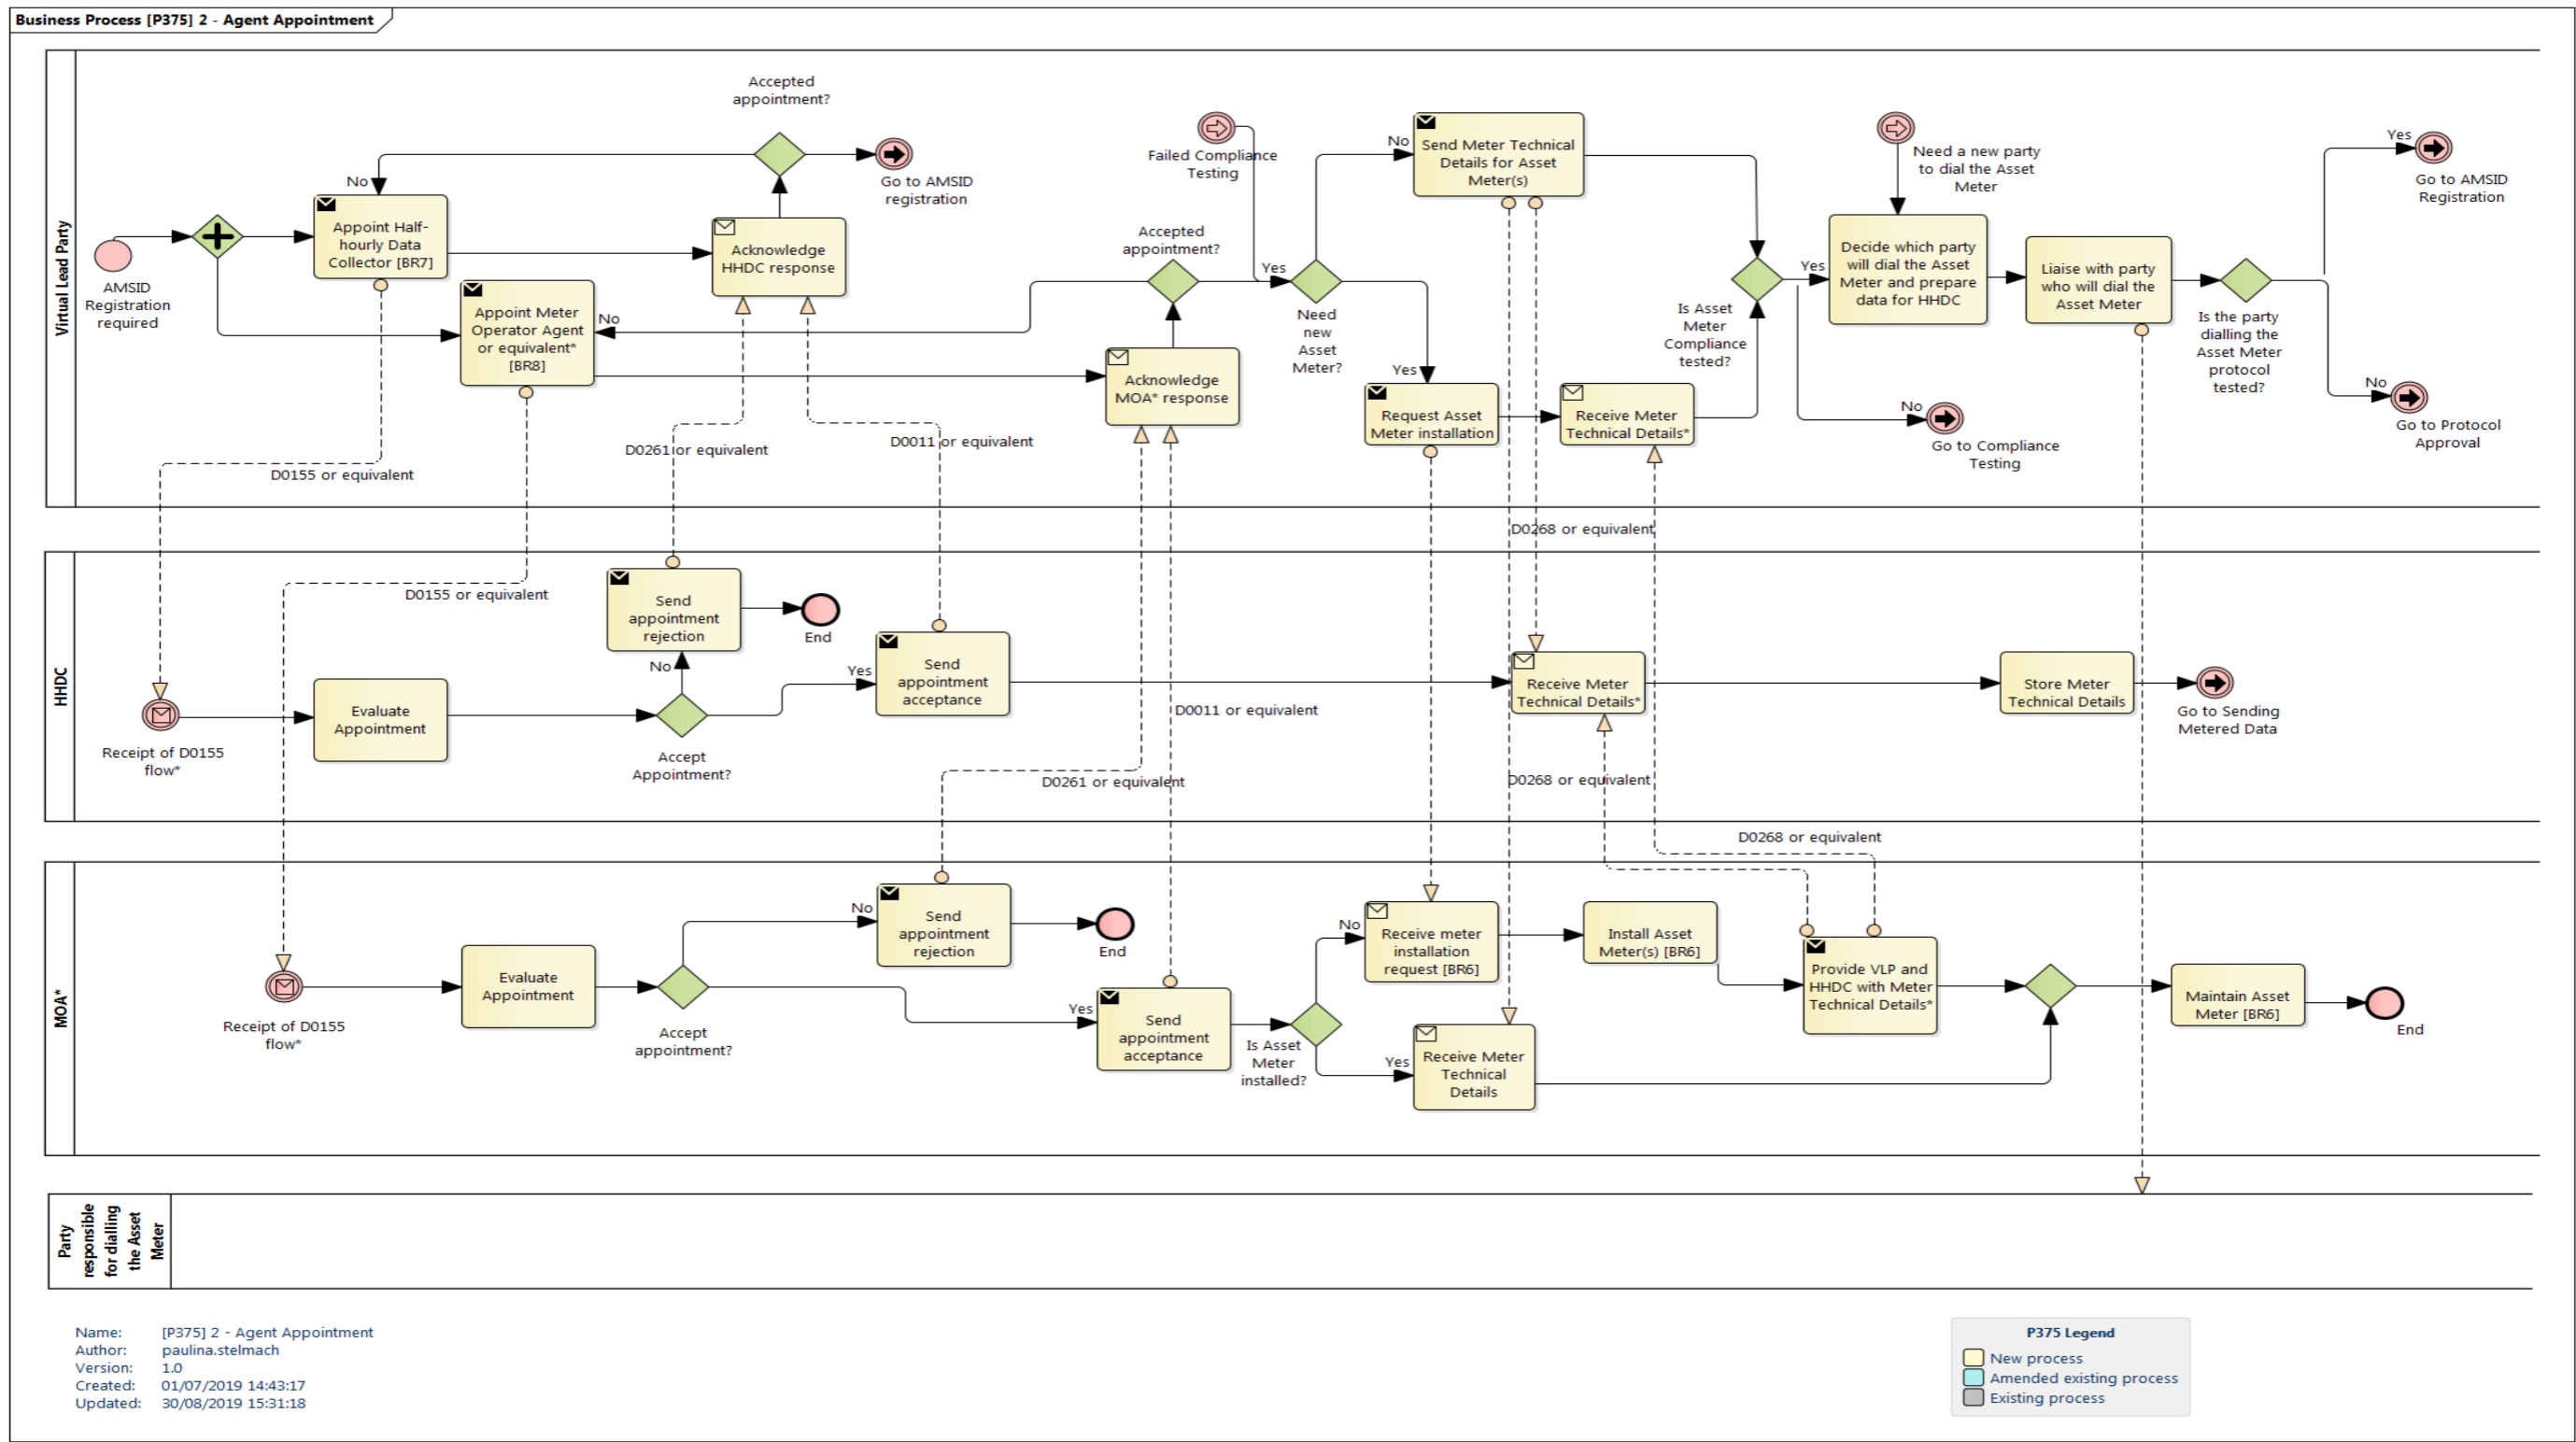 Business Process [P375] 2 - Agent Appointment
Virtual Lead Party
AMSID
Registration
required
Appoint Half-
hourly Data
Collector [BR7]
No
Appoint Meter
Operator Agent
or equivalent*
[BR8]
No
Accepted
appointment?
Acknowledge
HHDC response
Go to AMSID
registration
Accepted
appointment?
Acknowledge
MOA* response
Failed Compliance
Testing
Yes
Need
new
Asset
Meter?
No
Send Meter Technical
Details for Asset
Meter(s)
Yes
Request Asset
Meter installation
Receive Meter
Technical Details*
Is Asset
Meter
Compliance
tested?
Yes
No
Go to Compliance
Testing
Need a new party
to dial the Asset
Meter
Decide which party
will dial the Asset
Meter and prepare
data for HHDC
Liaise with party
who will dial the
Asset Meter
Is the party
dialling the
Asset Meter
protocol
tested?
Yes
Go to AMSID
Registration
No
Go to Protocol
Approval
D0155 or equivalent
D0261 or equivalent
D0011 or equivalent
D0268 or equivalent
D0155 or equivalent
HHDC
Receipt of D0155
flow*
Evaluate
Appointment
Accept
Appointment?
No
Send
appointment
rejection
End
Yes
Send
appointment
acceptance
D0011 or equivalent
D0261 or equivalent
Receive Meter
Technical Details*
D0268 or equivalent
Store Meter
Technical Details
Go to Sending
Metered Data
D0268 or equivalent
MOA*
Receipt of D0155
flow*
Evaluate
Appointment
Accept
appointment?
No
Send
appointment
rejection
End
Yes
Send
appointment
acceptance
Is Asset
Meter
installed?
No
Receive meter
installation
request [BR6]
Yes
Receive Meter
Technical
Details
Install Asset
Meter(s) [BR6]
Provide VLP and
HHDC with Meter
Technical Details*
Maintain Asset
Meter [BR6]
End
Party
responsible
for dialling
the Asset
Meter
Name: [P375] 2 - Agent Appointment
Author: paulina.stelmach
Version: 1.0
Created: 01/07/2019 14:43:17
Updated: 30/08/2019 15:31:18
P375 Legend
New process
Amended existing process
Existing process